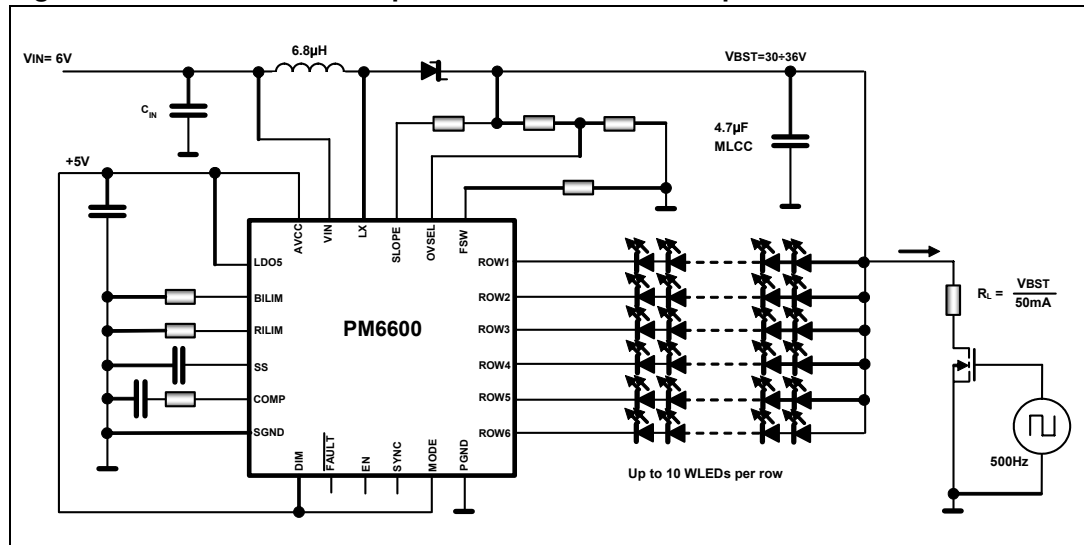 VIN= 6V
6.8µH
VBST=30÷36V
CIN
4.7µF
MLCC
+5V
AVCC
VIN
LX
SLOPE
OVSEL
FSW
LDO5
BILIM
RILIM
SS
COMP
SGND
PM6600
ROW1
ROW2
ROW3
ROW4
ROW5
ROW6
DIM
FAULT
EN
SYNC
MODE
PGND
RL = VBST
50mA
Up to 10 WLEDs per row
500Hz